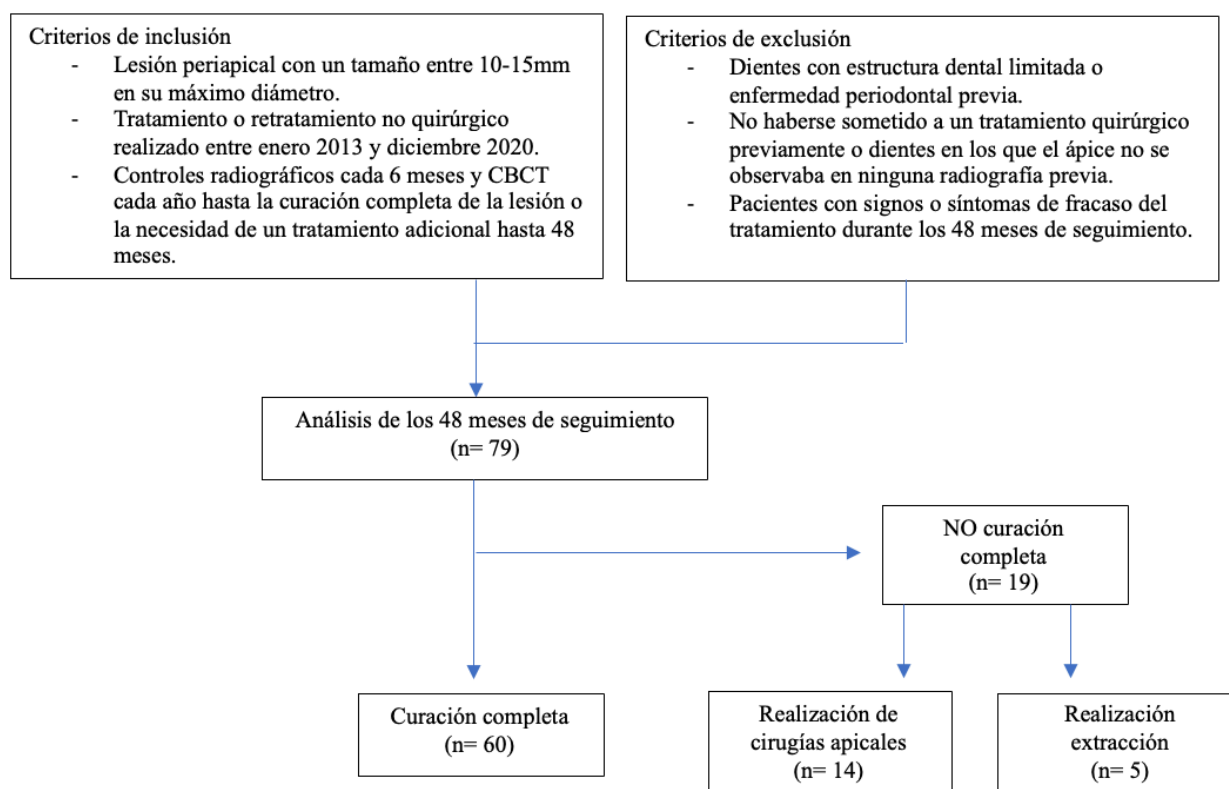 Criterios de inclusión
- Lesión periapical con un tamaño entre 10-15mm
en su máximo diámetro.
- Tratamiento o retratamiento no quirúrgico
realizado entre enero 2013 y diciembre 2020.
- Controles radiográficos cada 6 meses y CBCT
cada año hasta la curación completa de la lesión o
la necesidad de un tratamiento adicional hasta 48
meses.
Criterios de exclusión
- Dientes con estructura dental limitada o
enfermedad periodontal previa.
- No haberse sometido a un tratamiento quirúrgico
previamente o dientes en los que el ápice no se
observaba en ninguna radiografía previa.
- Pacientes con signos o síntomas de fracaso del
tratamiento durante los 48 meses de seguimiento.
Análisis de los 48 meses de seguimiento
(n= 79)
NO curación
completa
(n= 19)
Curación completa
(n= 60)
Realización de
cirugías apicales
(n= 14)
Realización
extracción
(n= 5)